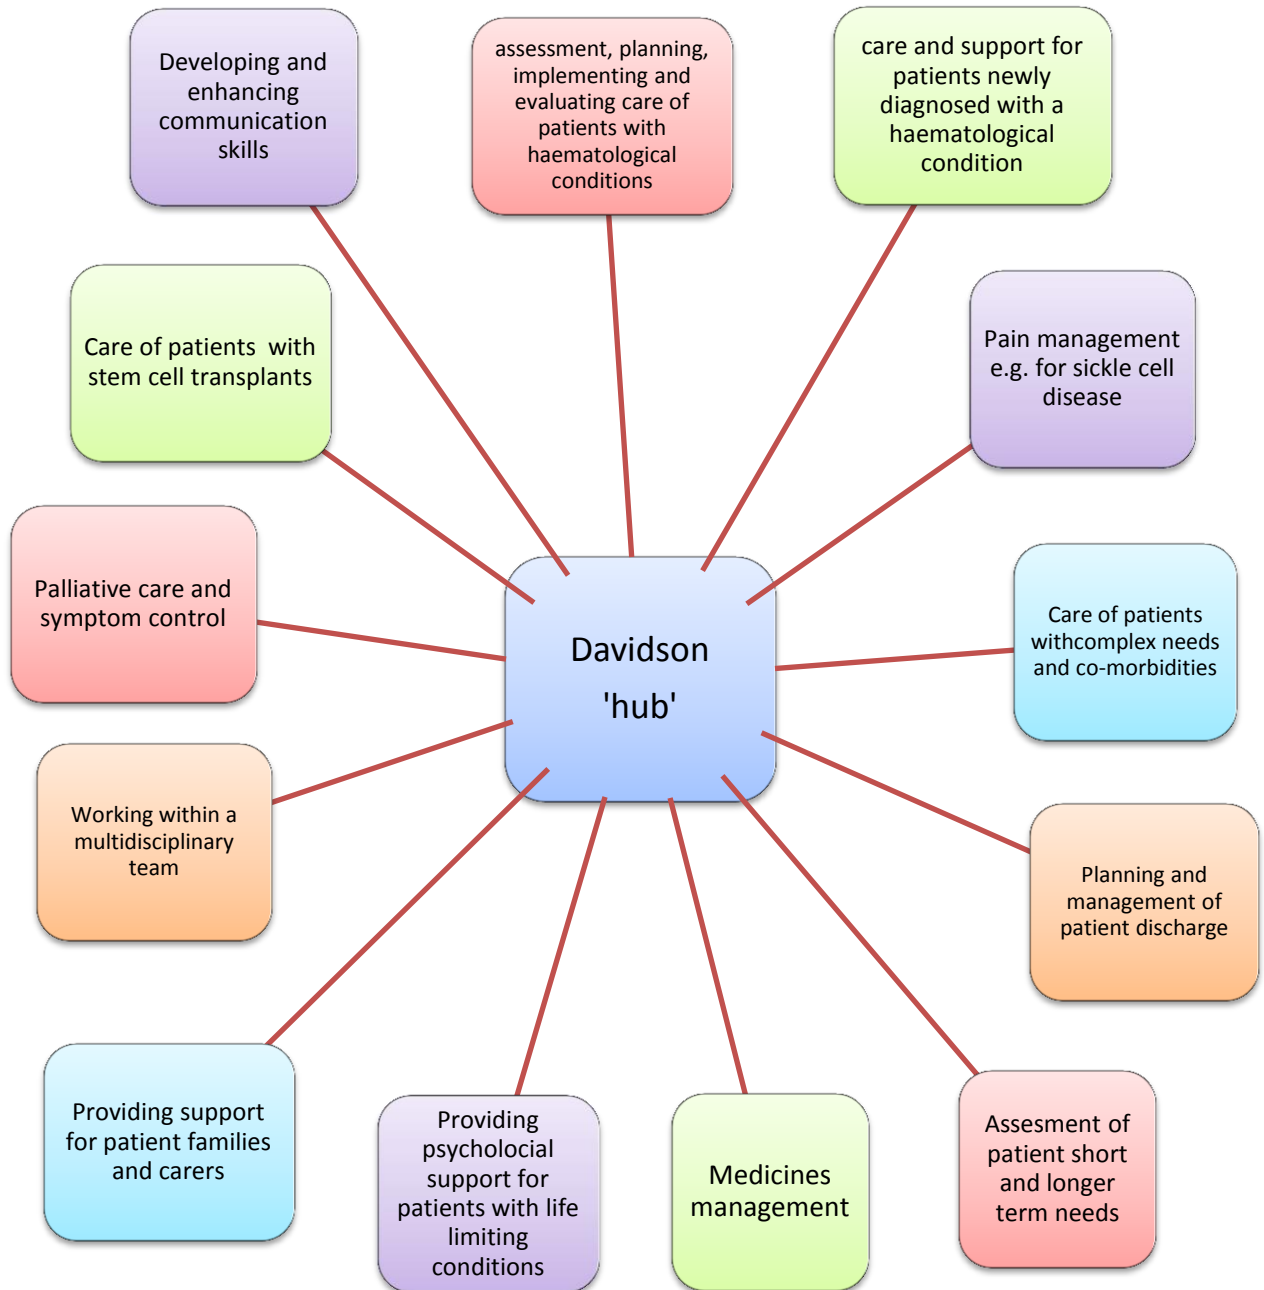 Developing and
enhancing
communication
skills
assessment, planning,
implementing and
evaluating care of
patients with
haematological
conditions
care and support for
patients newly
diagnosed with a
haematological
condition
Care of patients with
stem cell transplants
Pain management
e.g. for sickle cell
disease
Palliative care and
symptom control
Davidson
'hub'
Care of patients
withcomplex needs
and co-morbidities
Working within a
multidisciplinary
team
Planning and
management of
patient discharge
Providing support
for patient families
and carers
Providing
psycholocial
support for
patients with life
limiting
conditions
Medicines
management
Assesment of
patient short
and longer
term needs